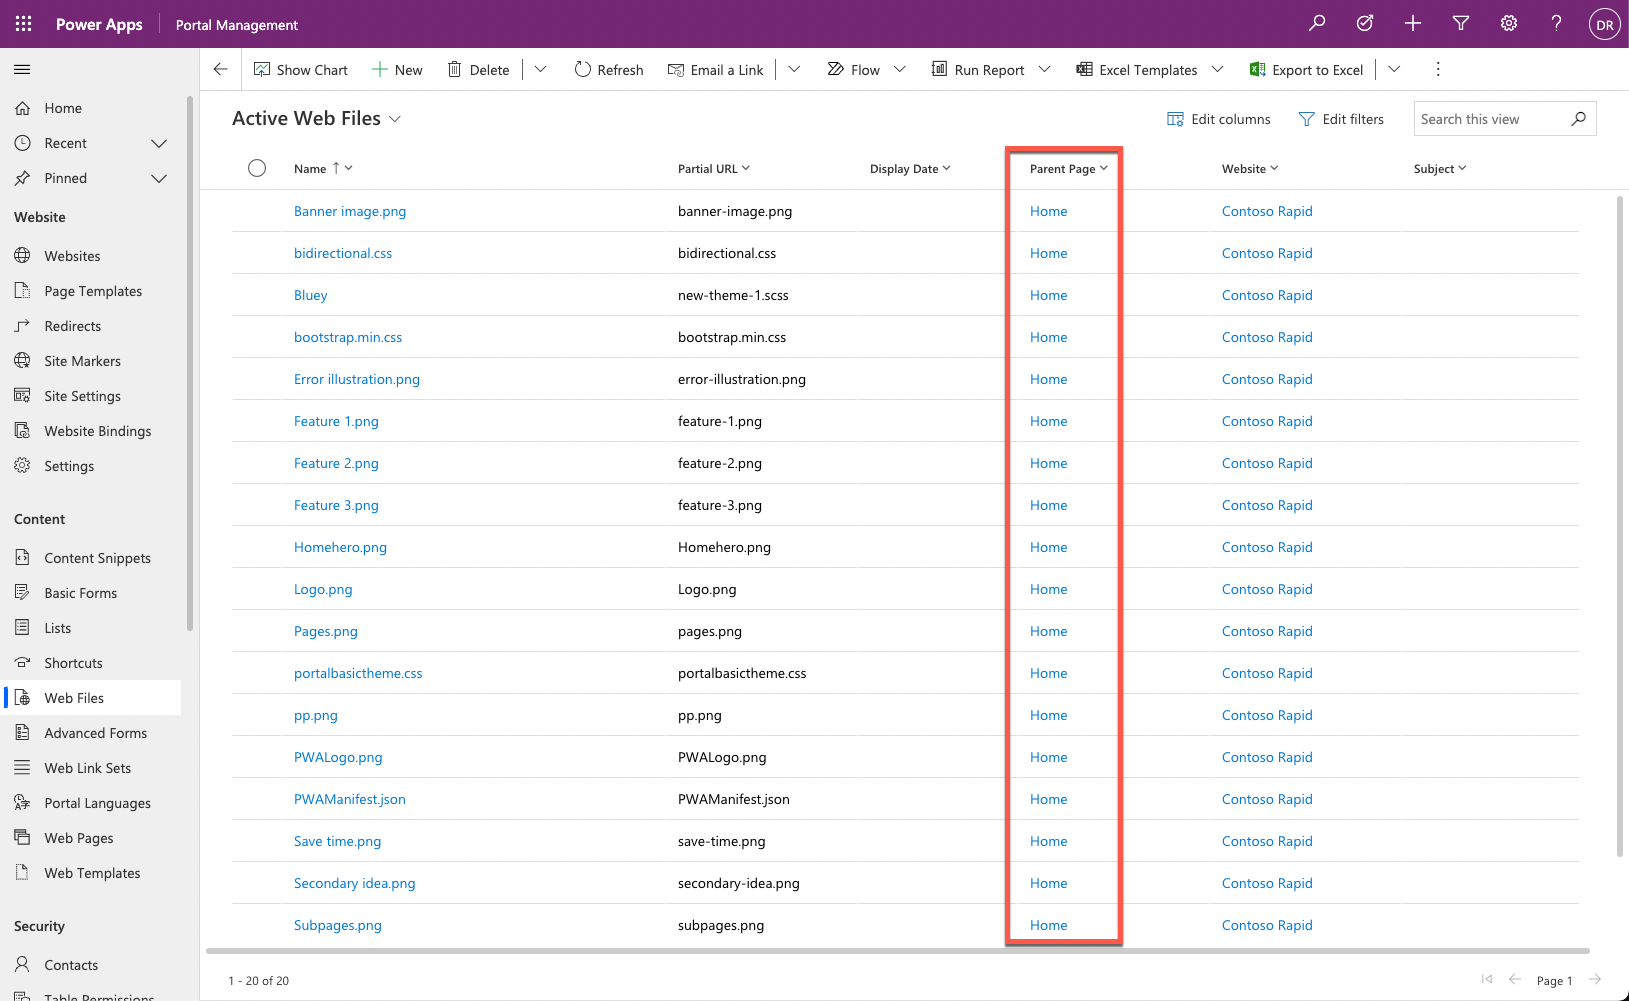 Power Apps Portal Management DR
Show Chart New Delete Refresh Email a Link Flow Run Report Excel Templates Export to Excel
Home
Recent
Pinned
Website
Websites
Page Templates
Redirects
Site Markers
Site Settings
Website Bindings
Settings
Content
Content Snippets
Basic Forms
Lists
Shortcuts
Web Files
Advanced Forms
Web Link Sets
Portal Languages
Web Pages
Web Templates
Security
Contacts
Table Permissions
Active Web Files Edit columns Edit filters Search this view
Name Partial URL Display Date Parent Page Website Subject
Banner image.png banner-image.png Home Contoso Rapid
bidirectional.css bidirectional.css Home Contoso Rapid
Bluey new-theme-1.scss Home Contoso Rapid
bootstrap.min.css bootstrap.min.css Home Contoso Rapid
Error illustration.png error-illustration.png Home Contoso Rapid
Feature 1.png feature-1.png Home Contoso Rapid
Feature 2.png feature-2.png Home Contoso Rapid
Feature 3.png feature-3.png Home Contoso Rapid
Homehero.png Homehero.png Home Contoso Rapid
Logo.png Logo.png Home Contoso Rapid
Pages.png pages.png Home Contoso Rapid
portalbasictheme.css portalbasictheme.css Home Contoso Rapid
pp.png pp.png Home Contoso Rapid
PWALogo.png PWALogo.png Home Contoso Rapid
PWAManifest.json PWAManifest.json Home Contoso Rapid
Save time.png save-time.png Home Contoso Rapid
Secondary idea.png secondary-idea.png Home Contoso Rapid
Subpages.png subpages.png Home Contoso Rapid
1 - 20 of 20 Page 1